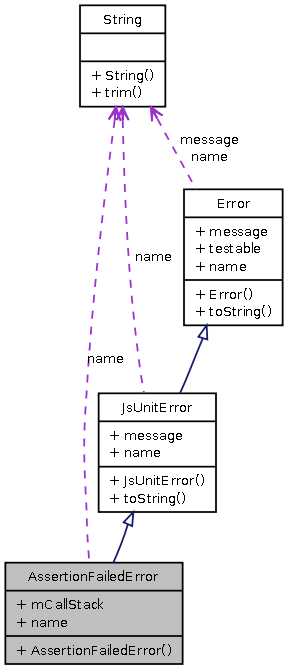 String
+ String()
+ trim()
message
name
Error
+ message
+ testable
+ name
+ Error()
+ toString()
name
name
JsUnitError
+ message
+ name
+ JsUnitError()
+ toString()
AssertionFailedError
+ mCallStack
+ name
+ AssertionFailedError()